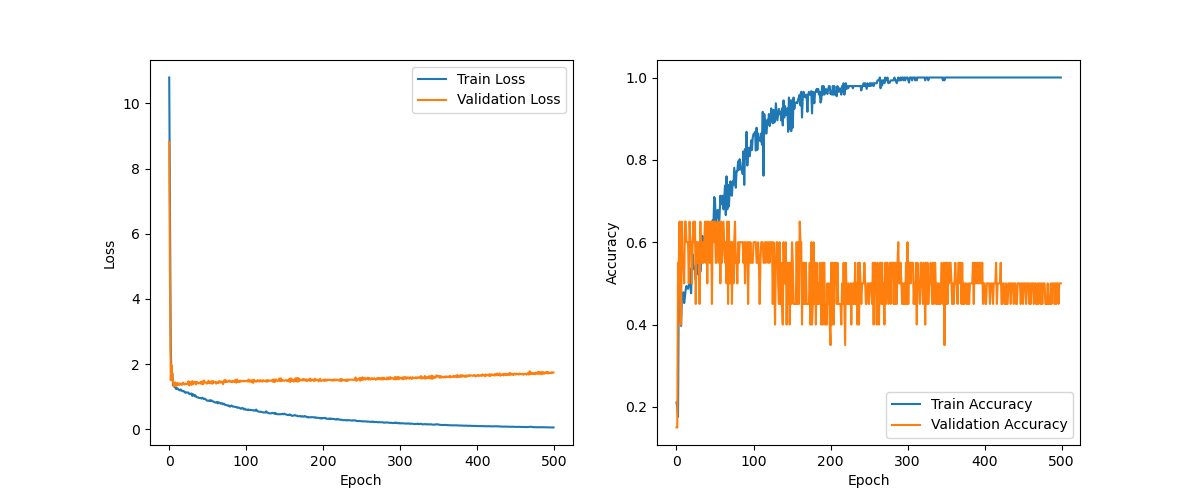 Train Loss
Validation Loss
10
8
6
4
2
0
Loss
0 100 200 300 400 500
Epoch
1.0
0.8
0.6
0.4
0.2
Accuracy
Train Accuracy
Validation Accuracy
0 100 200 300 400 500
Epoch